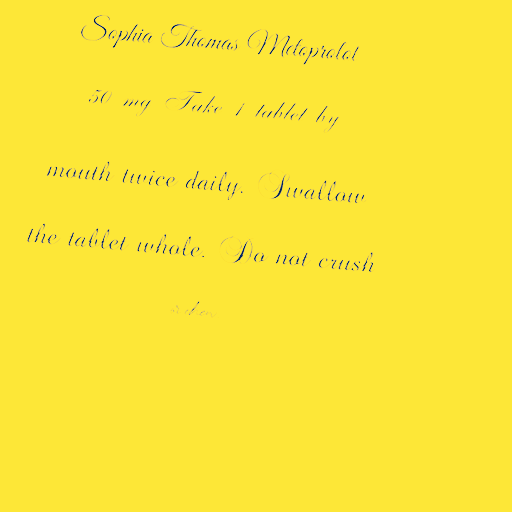 Sophia Thomas Metoprolol
50 mg Take 1 tablet by
mouth twice daily. Swallow
the tablet whole. Do not crush